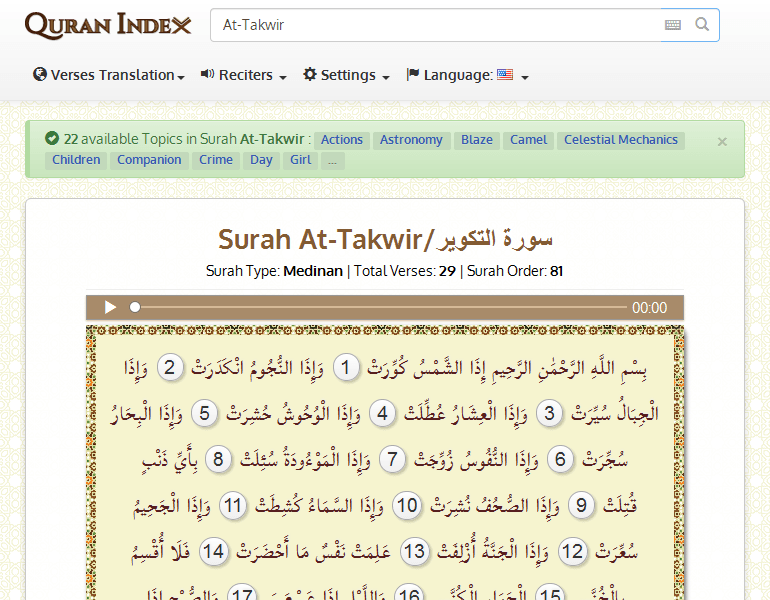 QURAN INDEX
At-Takwir
Verses Translation
Reciters
Settings
Language:
22 available Topics in Surah At-Takwir : Actions Astronomy Blaze Camel Celestial Mechanics ×
Children Companion Crime Day Girl ...
Surah At-Takwir/سورة التكوير
Surah Type: Medinan | Total Verses: 29 | Surah Order: 81
00:00
بِسْمِ اللَّهِ الرَّحْمَٰنِ الرَّحِيمِ إِذَا الشَّمْسُ كُوِّرَتْ 1 وَإِذَا النُّجُومُ انْكَدَرَتْ 2 وَإِذَا
الْجِبَالُ سُيِّرَتْ 3 وَإِذَا الْعِشَارُ عُطِّلَتْ 4 وَإِذَا الْوُحُوشُ حُشِرَتْ 5 وَإِذَا الْبِحَارُ
سُجِّرَتْ 6 وَإِذَا النُّفُوسُ زُوِّجَتْ 7 وَإِذَا الْمَوْءُودَةُ سُئِلَتْ 8 بِأَيِّ ذَنْبٍ
قُتِلَتْ 9 وَإِذَا الصُّحُفُ نُشِرَتْ 10 وَإِذَا السَّمَاءُ كُشِطَتْ 11 وَإِذَا الْجَحِيمُ
سُعِّرَتْ 12 وَإِذَا الْجَنَّةُ أُزْلِفَتْ 13 عَلِمَتْ نَفْسٌ مَا أَحْضَرَتْ 14 فَلَا أُقْسِمُ
15 16 17